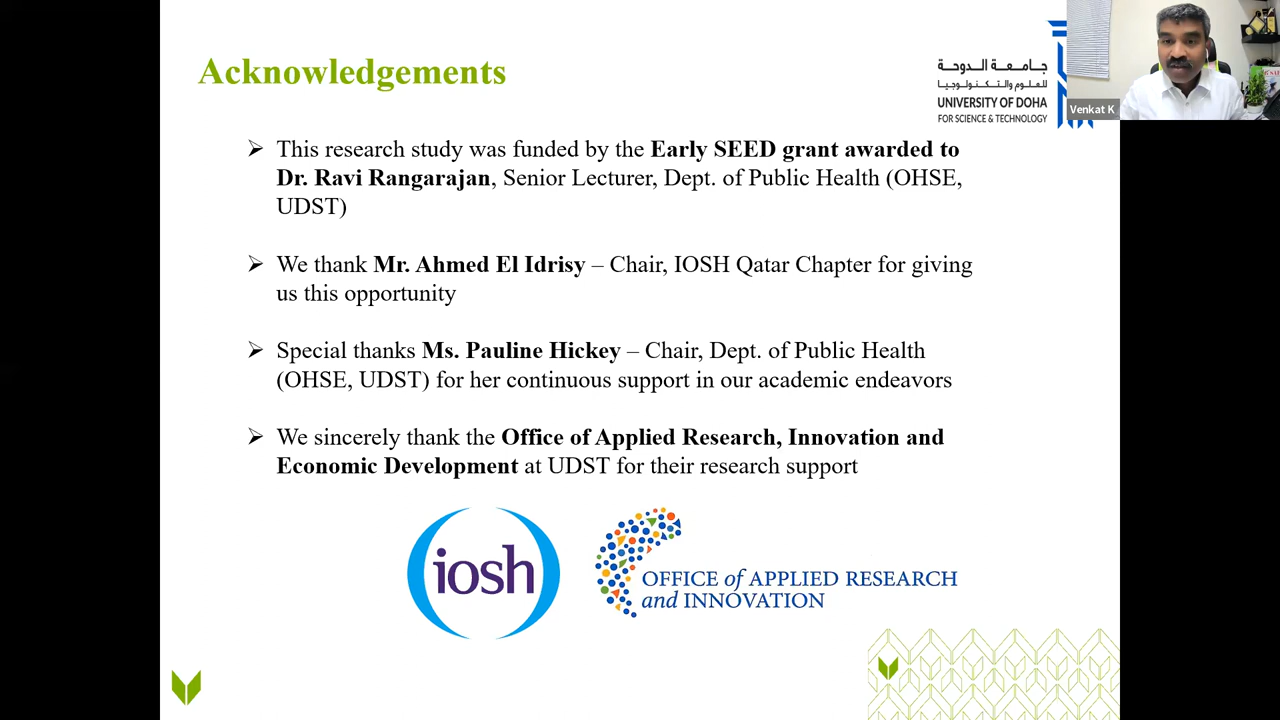 Acknowledgements
جامعة الدوحة
للعلوم والتكنولوجيا
UNIVERSITY OF DOHA
FOR SCIENCE & TECHNOLOGY
Venkat K
➢ This research study was funded by the Early SEED grant awarded to
Dr. Ravi Rangarajan, Senior Lecturer, Dept. of Public Health (OHSE,
UDST)
➢ We thank Mr. Ahmed El Idrisy – Chair, IOSH Qatar Chapter for giving
us this opportunity
➢ Special thanks Ms. Pauline Hickey – Chair, Dept. of Public Health
(OHSE, UDST) for her continuous support in our academic endeavors
➢ We sincerely thank the Office of Applied Research, Innovation and
Economic Development at UDST for their research support
iosh
OFFICE of APPLIED RESEARCH
and INNOVATION